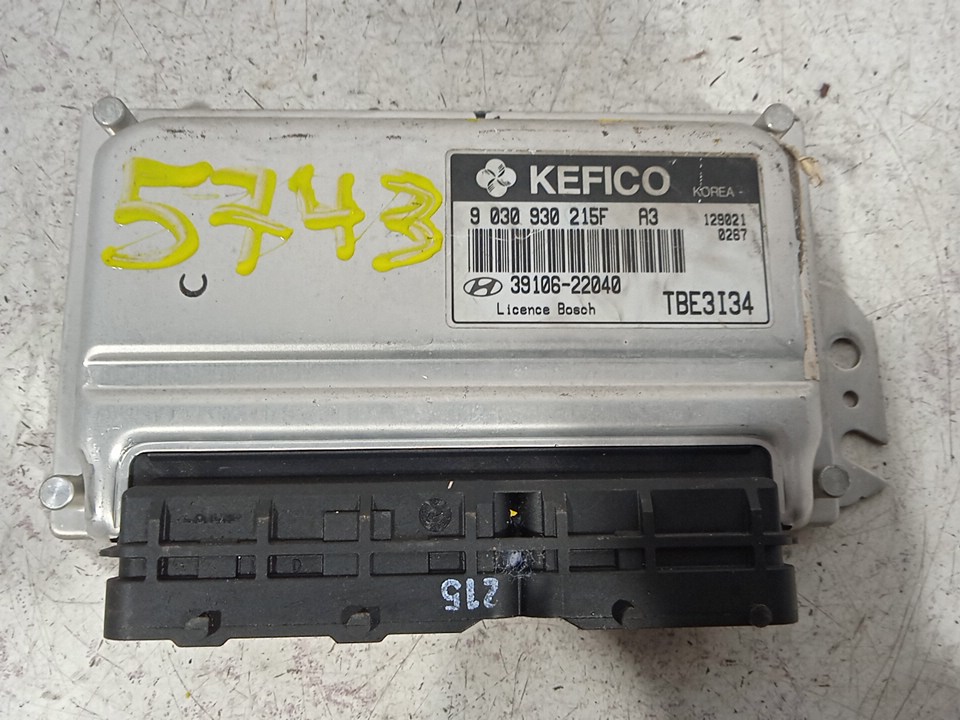 5743
KEFICO
KOREA -
9 030 930 215F A3
129021
0267
39106-22040
Licence Bosch
TBE3I34
D
215